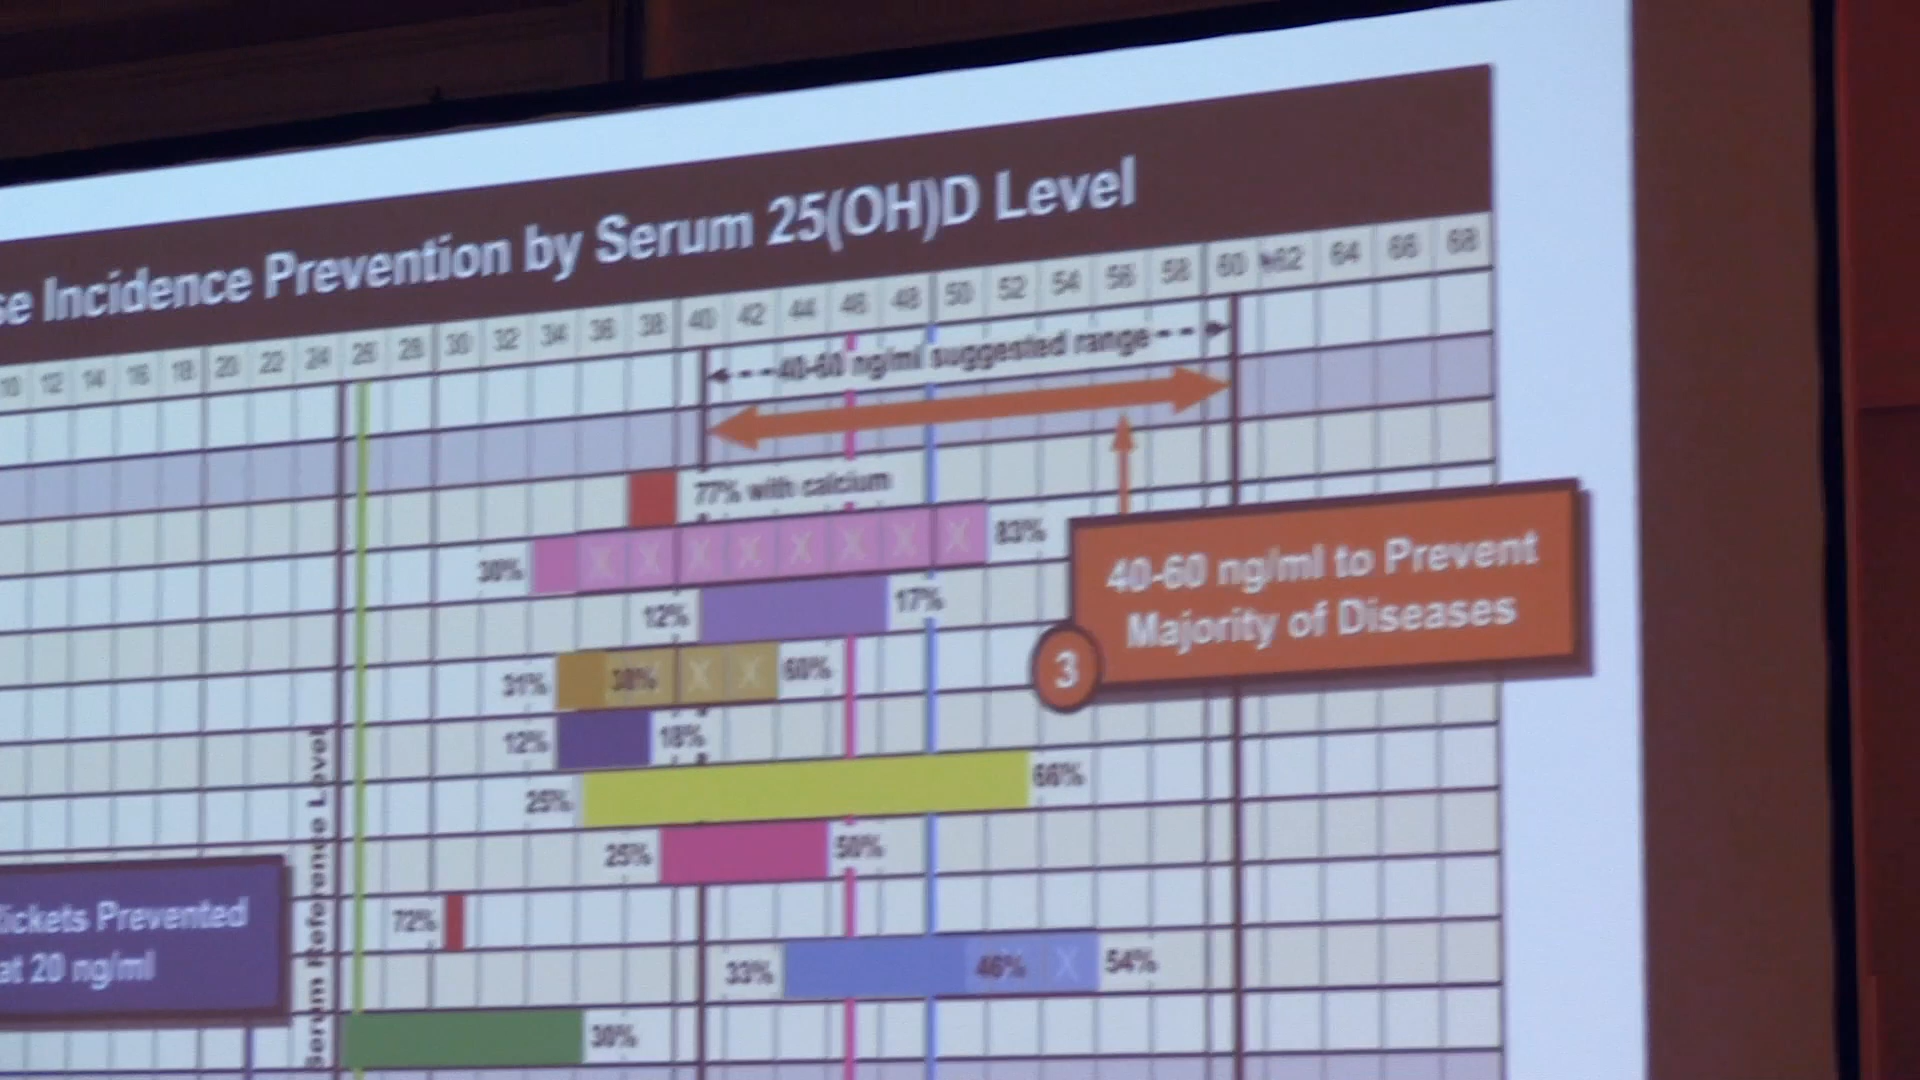 se Incidence Prevention by Serum 25(OH)D Level
10 12 14 16 18 20 22 24 26 28 30 32 34 36 38 40 42 44 46 48 50 52 54 56 58 60 62 64 66 68
40-60 ng/ml suggested range
77% with calcium
30% 83%
12% 17%
31% 38% X X 60%
12% 18%
25% 66%
25% 50%
72%
33% 46% X 54%
30%
40-60 ng/ml to Prevent
Majority of Diseases
3
Serum Reference Level
Rickets Prevented
at 20 ng/ml